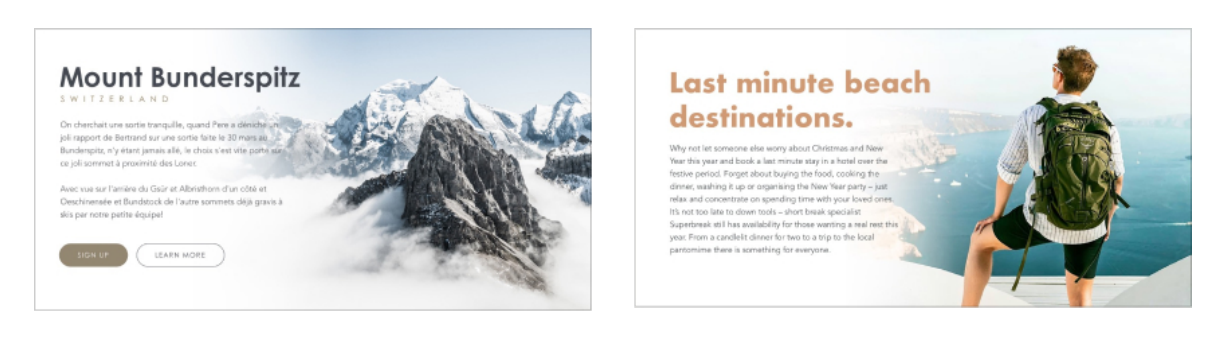 Mount Bunderspitz
SWITZERLAND
On cherchait une sortie tranquille, quand Pere a déniché un
joli rapport de Bertrand sur une sortie faite le 30 mars au
Bunderspitz, n'y étant jamais allé, le choix s'est vite porté sur
ce joli sommet à proximité des Loner.
Avec vue sur l'arrière du Gsür et Albristhorn d'un côté et
Oeschinensée et Bundstock de l'autre sommets déjà gravis à
skis par notre petite équipe!
SIGN UP
LEARN MORE
Last minute beach
destinations.
Why not let someone else worry about Christmas and New
Year this year and book a last minute stay in a hotel over the
festive period. Forget about buying the food, cooking the
dinner, washing it up or organising the New Year party – just
relax and concentrate on spending time with your loved ones.
It's not too late to down tools – short break specialist
Superbreak still has availability for those wanting a real rest this
year. From a candlelit dinner for two to a trip to the local
pantomime there is something for everyone.